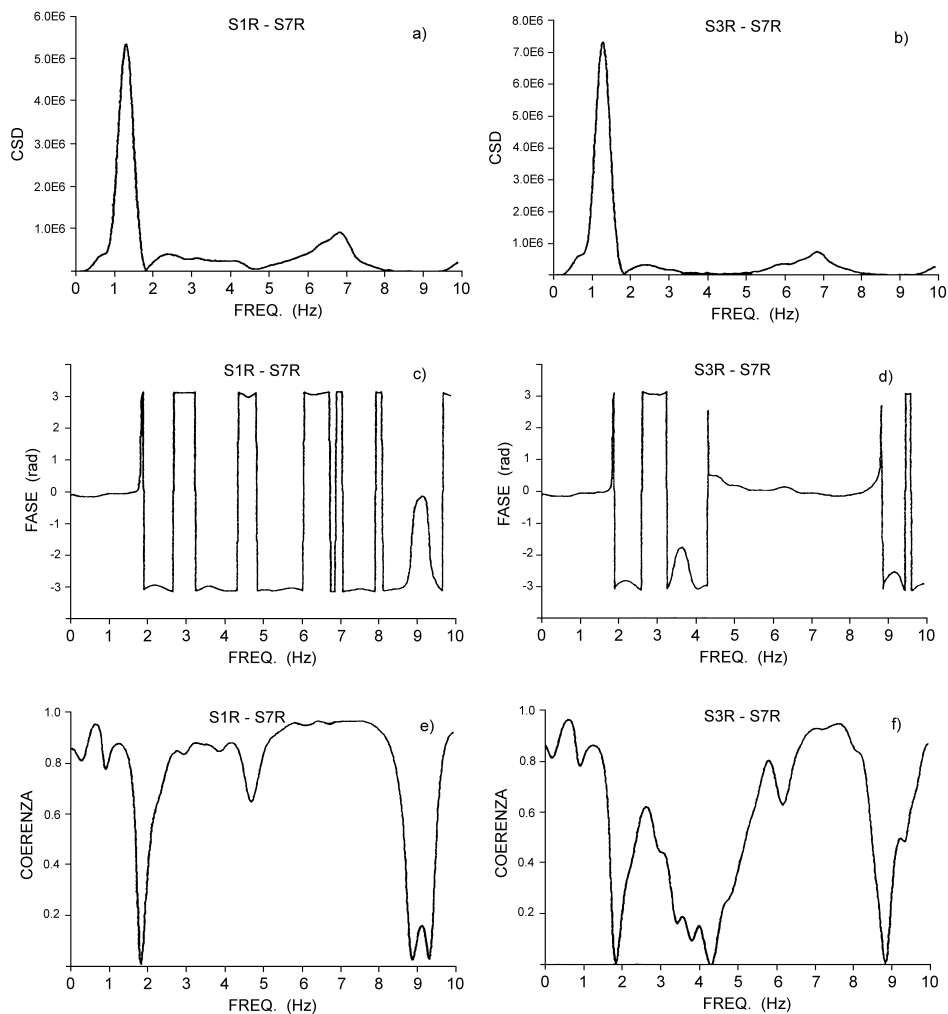 S1R - S7R
a)
6.0E6
5.0E6
4.0E6
3.0E6
2.0E6
1.0E6
CSD
0 1 2 3 4 5 6 7 8 9 10
FREQ. (Hz)
S3R - S7R
b)
8.0E6
7.0E6
6.0E6
5.0E6
4.0E6
3.0E6
2.0E6
1.0E6
CSD
0 1 2 3 4 5 6 7 8 9 10
FREQ. (Hz)
S1R - S7R
c)
3
2
1
0
-1
-2
-3
FASE (rad)
0 1 2 3 4 5 6 7 8 9 10
FREQ. (Hz)
S3R - S7R
d)
3
2
1
0
-1
-2
-3
FASE (rad)
0 1 2 3 4 5 6 7 8 9 10
FREQ. (Hz)
S1R - S7R
e)
1.0
0.8
0.6
0.4
0.2
COERENZA
0 1 2 3 4 5 6 7 8 9 10
FREQ. (Hz)
S3R - S7R
f)
1.0
0.8
0.6
0.4
0.2
COERENZA
0 1 2 3 4 5 6 7 8 9 10
FREQ. (Hz)